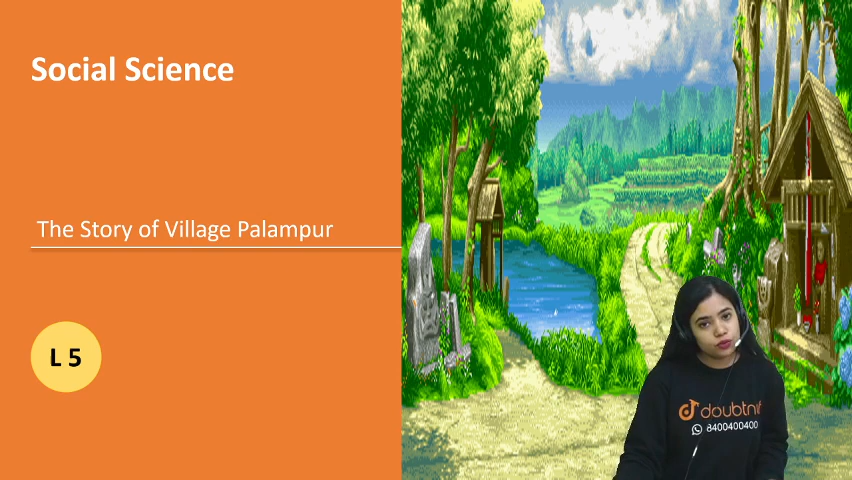 Social Science
The Story of Village Palampur
L 5
doubtnut
8400400400